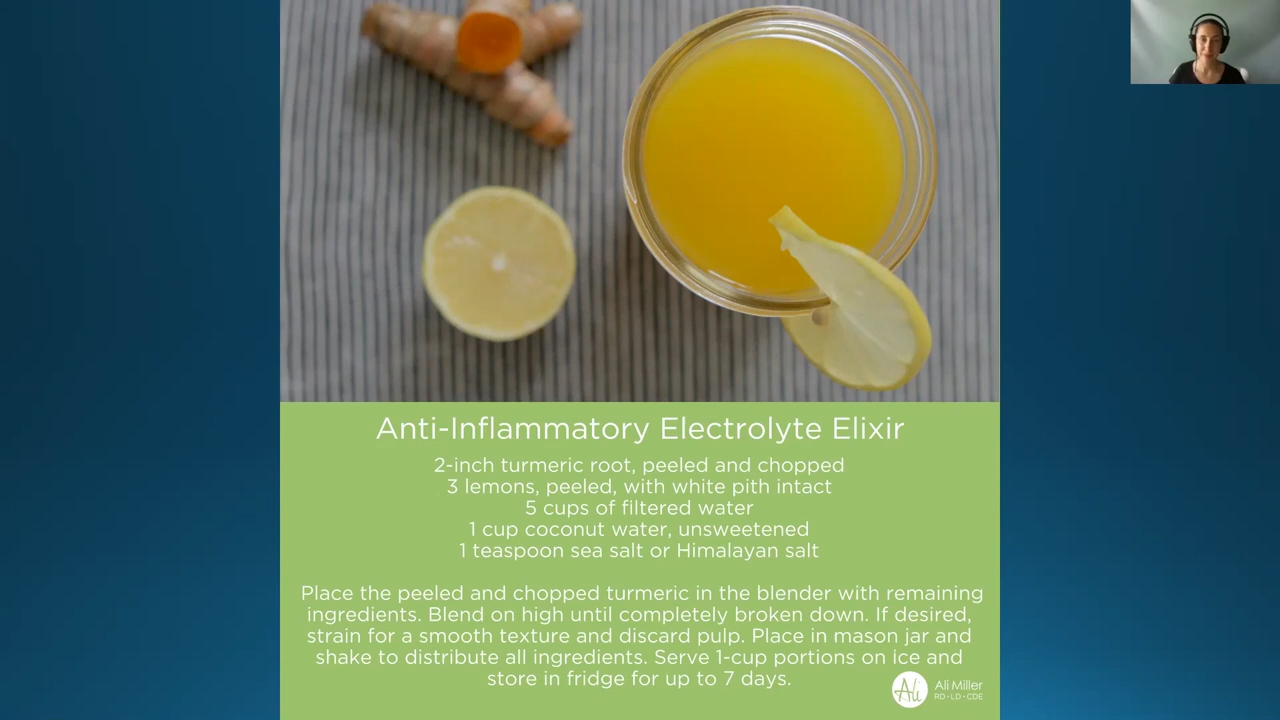 Anti-Inflammatory Electrolyte Elixir
2-inch turmeric root, peeled and chopped
3 lemons, peeled, with white pith intact
5 cups of filtered water
1 cup coconut water, unsweetened
1 teaspoon sea salt or Himalayan salt
Place the peeled and chopped turmeric in the blender with remaining
ingredients. Blend on high until completely broken down. If desired,
strain for a smooth texture and discard pulp. Place in mason jar and
shake to distribute all ingredients. Serve 1-cup portions on ice and
store in fridge for up to 7 days.
Ali
Ali Miller
RD•LD•CDE